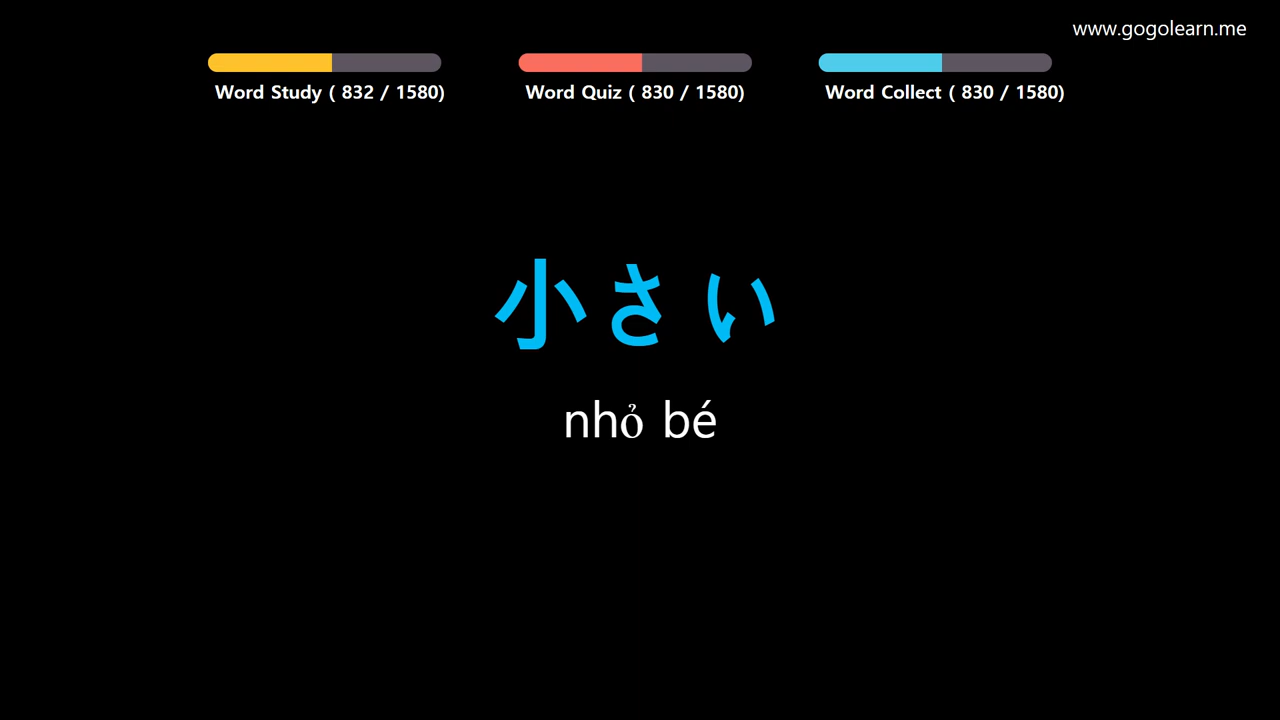 www.gogolearn.me
Word Study ( 832 / 1580)
Word Quiz ( 830 / 1580)
Word Collect ( 830 / 1580)
小さい
nhỏ bé